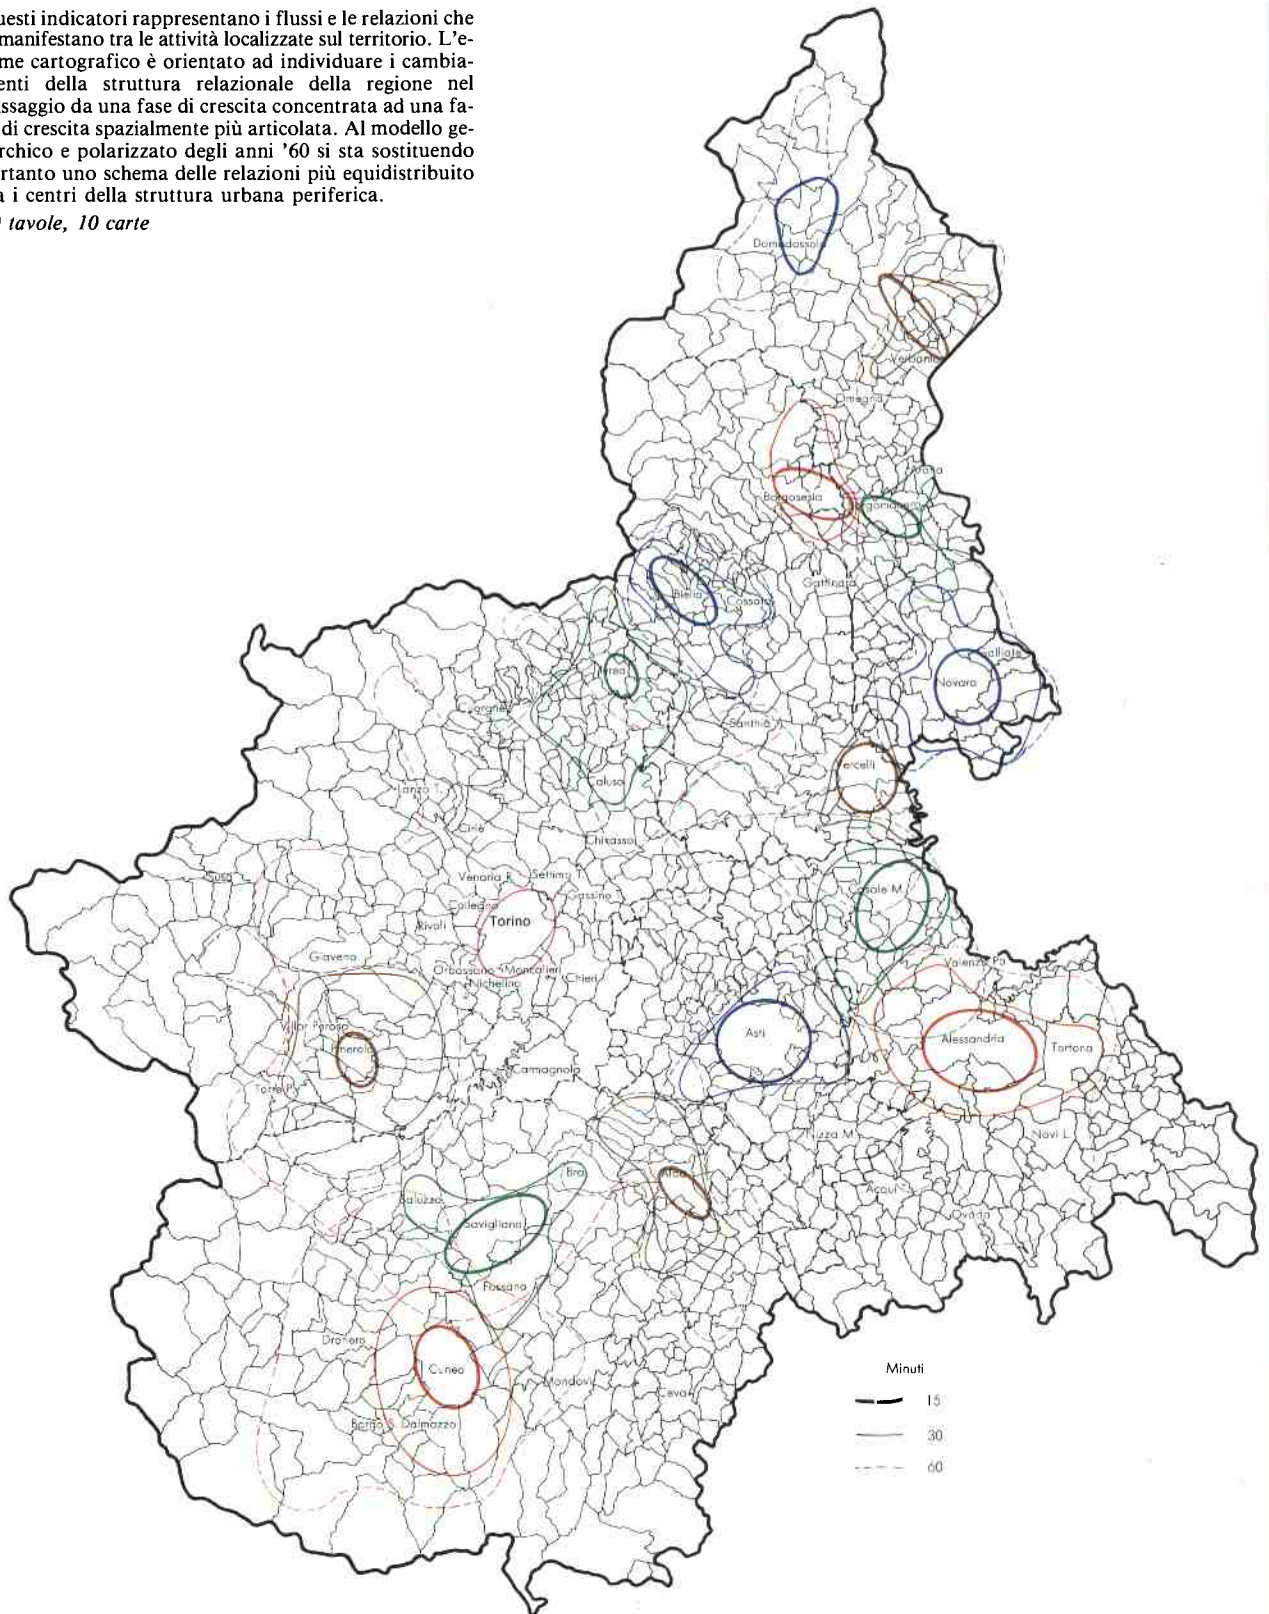 uesti indicatori rappresentano i flussi e le relazioni che
manifestano tra le attività localizzate sul territorio. L'e-
me cartografico è orientato ad individuare i cambia-
enti della struttura relazionale della regione nel
ssaggio da una fase di crescita concentrata ad una fa-
di crescita spazialmente più articolata. Al modello ge-
rchico e polarizzato degli anni '60 si sta sostituendo
rtanto uno schema delle relazioni più equidistribuito
a i centri della struttura urbana periferica.
tavole, 10 carte
Domodossola
Verbania
Omegna
Arona
Borgosesia
Borgomanero
Gattinara
Biella
Cossato
Galliate
Ivrea
Novara
Cuorgnè
Santhià
Vercelli
Caluso
Lanzo T.
Ciriè
Chivasso
Susa
Venaria R.
Settimo T.
Casale M.
Gassino
Collegno
Rivoli
Torino
Giaveno
Valenza Po
Orbassano
Moncalieri
Nichelino
Chieri
Villar Perosa
Asti
Alessandria
Tortona
Pinerolo
Carmagnola
Torre P.
Nizza M.
Novi L.
Bra
Alba
Saluzzo
Acqui
Savigliano
Ovada
Fossano
Dronero
Cuneo
Mondovì
Ceva
Borgo S. Dalmazzo
Minuti
15
30
60